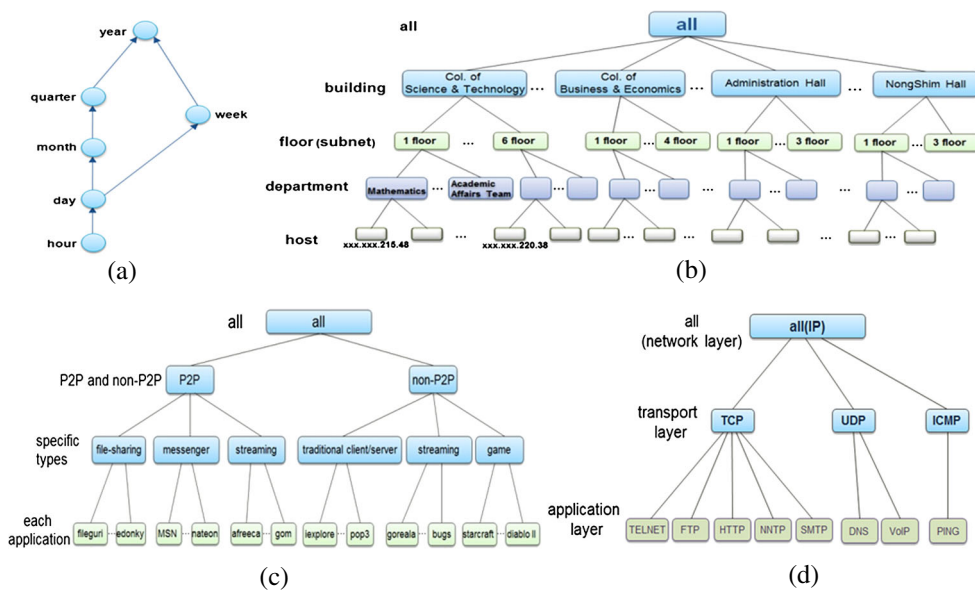 year
quarter
week
month
day
hour
(a)
all
all
building
Col. of
Science & Technology
...
Col. of
Business & Economics
...
Administration Hall
...
NongShim Hall
floor (subnet)
1 floor
...
6 floor
1 floor
...
4 floor
1 floor
...
3 floor
1 floor
...
3 floor
department
Mathematics
...
Academic
Affairs Team
...
...
...
...
...
...
host
...
...
...
...
...
...
xxx.xxx.215.48
xxx.xxx.220.38
(b)
all
all
P2P and non-P2P
P2P
non-P2P
specific
types
file-sharing
messenger
streaming
traditional client/server
streaming
game
each
application
fileguri
edonky
MSN
nateon
afreeca
gom
iexplore
pop3
goreala
bugs
starcraft
diablo II
(c)
all
(network layer)
all(IP)
transport
layer
TCP
UDP
ICMP
application
layer
TELNET
FTP
HTTP
NNTP
SMTP
DNS
VoIP
PING
(d)